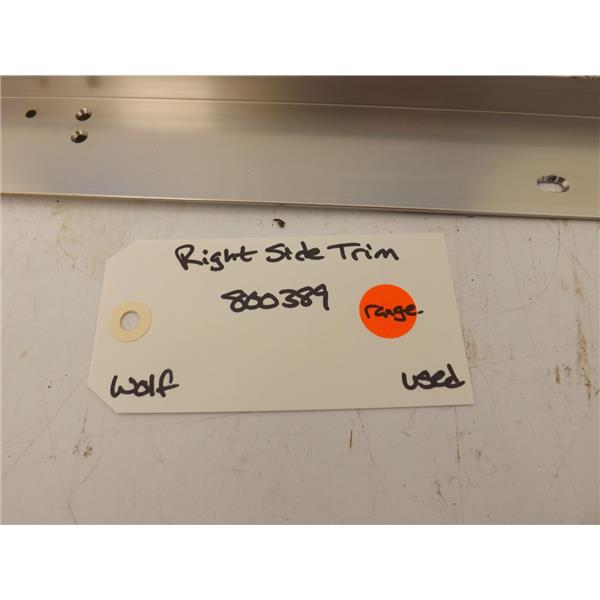 Right Side Trim
800389
range.
Wolf
used